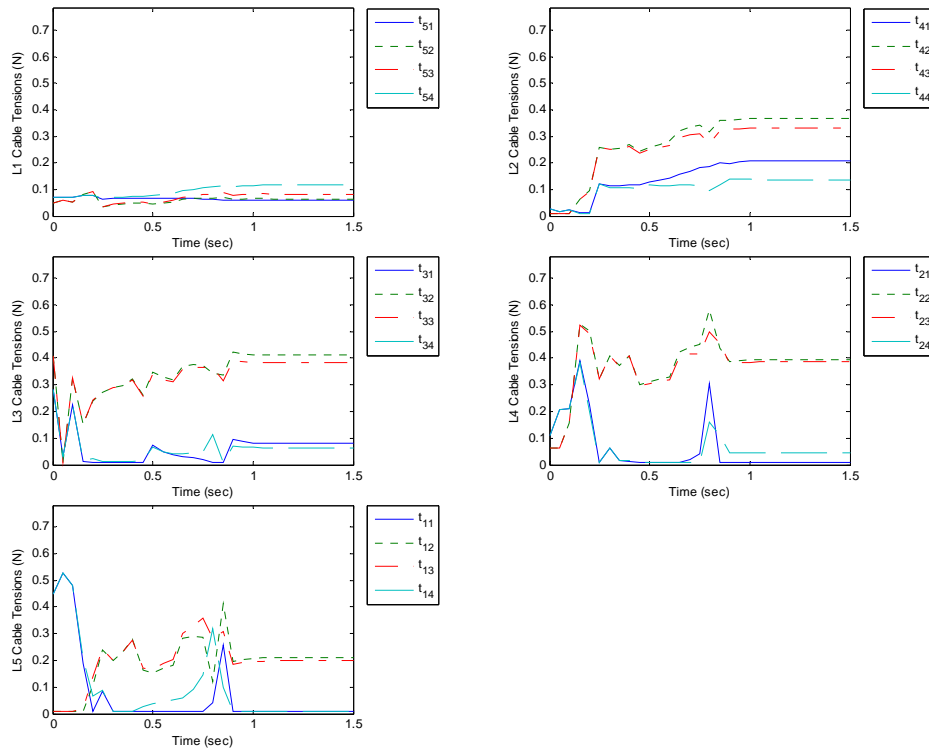 0.7
0.6
0.5
0.4
0.3
0.2
0.1
0
0
0.5
1
1.5
Time (sec)
L1 Cable Tensions (N)
t51
t52
t53
t54
0.7
0.6
0.5
0.4
0.3
0.2
0.1
0
0
0.5
1
1.5
Time (sec)
L2 Cable Tensions (N)
t41
t42
t43
t44
0.7
0.6
0.5
0.4
0.3
0.2
0.1
0
0
0.5
1
1.5
Time (sec)
L3 Cable Tensions (N)
t31
t32
t33
t34
0.7
0.6
0.5
0.4
0.3
0.2
0.1
0
0
0.5
1
1.5
Time (sec)
L4 Cable Tensions (N)
t21
t22
t23
t24
0.7
0.6
0.5
0.4
0.3
0.2
0.1
0
0
0.5
1
1.5
Time (sec)
L5 Cable Tensions (N)
t11
t12
t13
t14